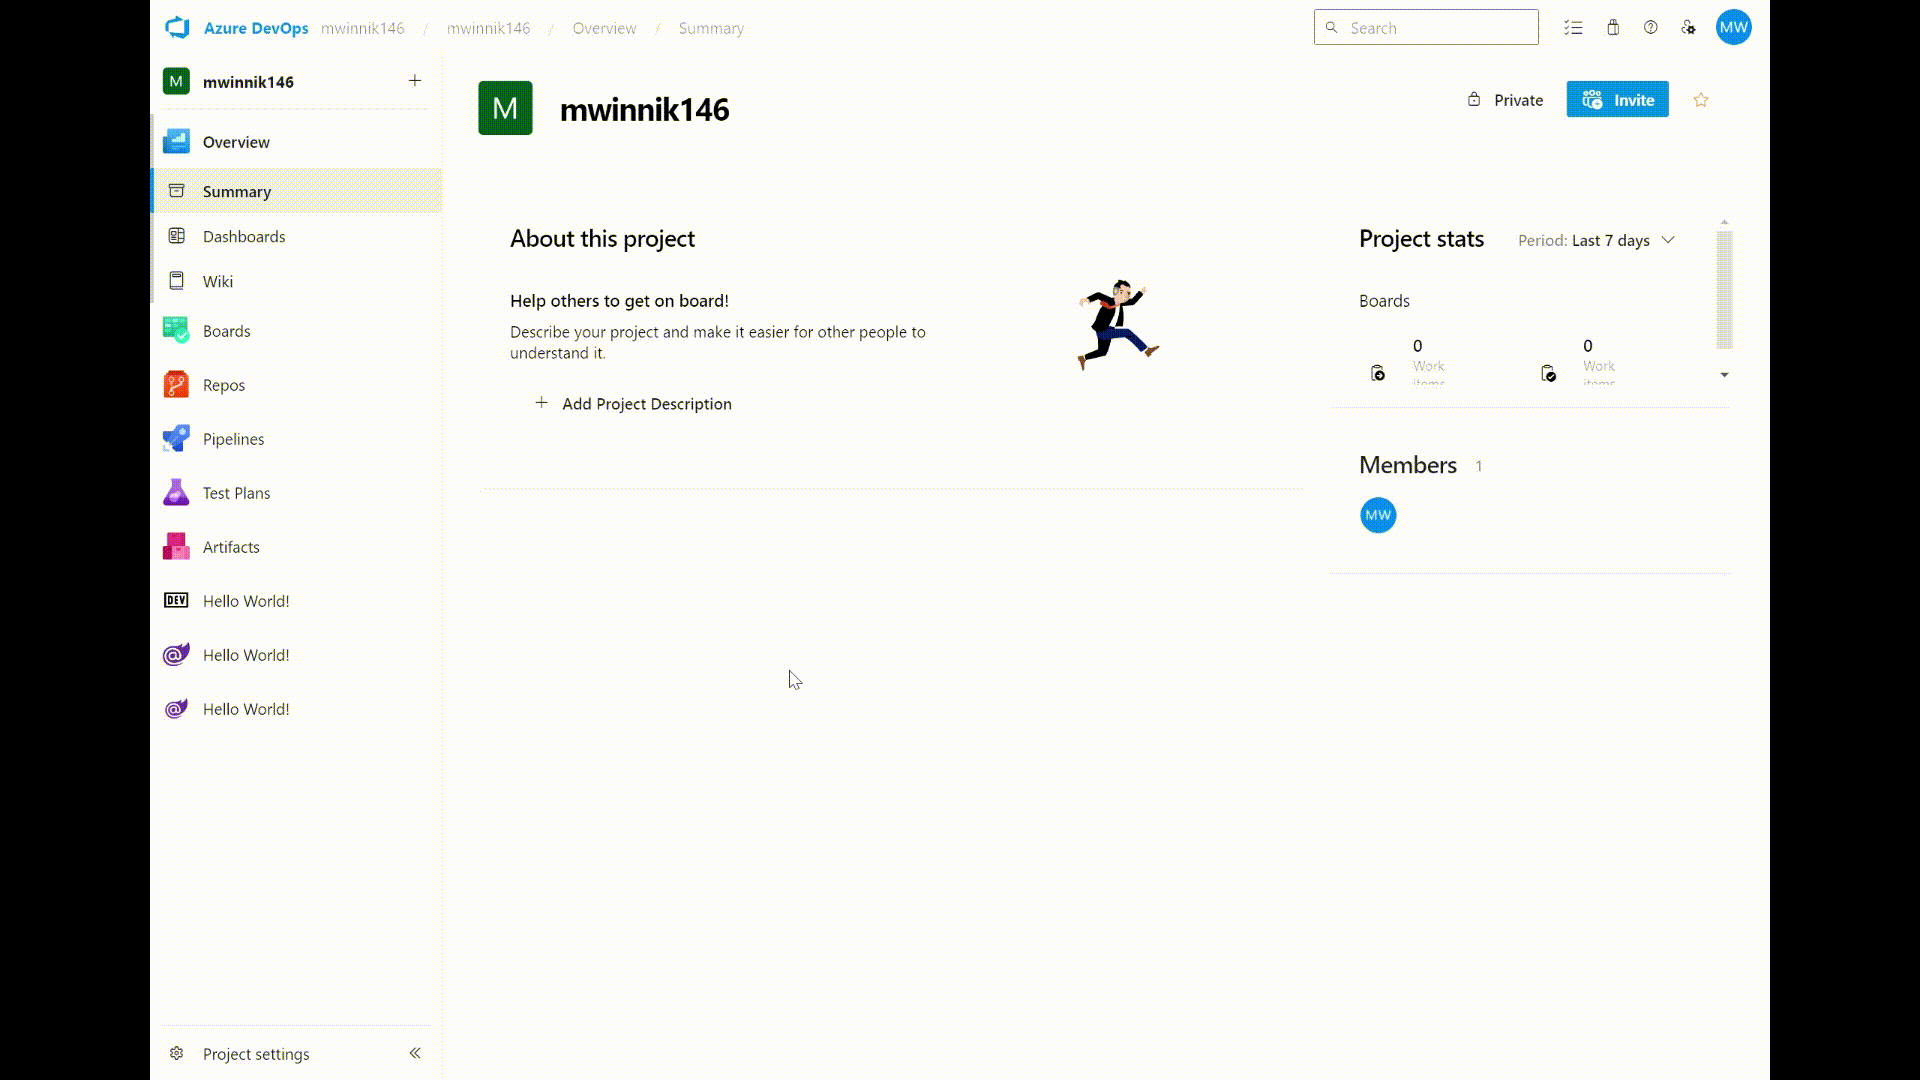 Azure DevOps mwinnik146 / mwinnik146 / Overview / Summary
Search
MW
M mwinnik146
Overview
Summary
Dashboards
Wiki
Boards
Repos
Pipelines
Test Plans
Artifacts
DEV Hello World!
Hello World!
Hello World!
Project settings
M mwinnik146
Private
Invite
About this project
Help others to get on board!
Describe your project and make it easier for other people to
understand it.
Add Project Description
Project stats
Period: Last 7 days
Boards
0
Work
items
0
Work
items
Members 1
MW